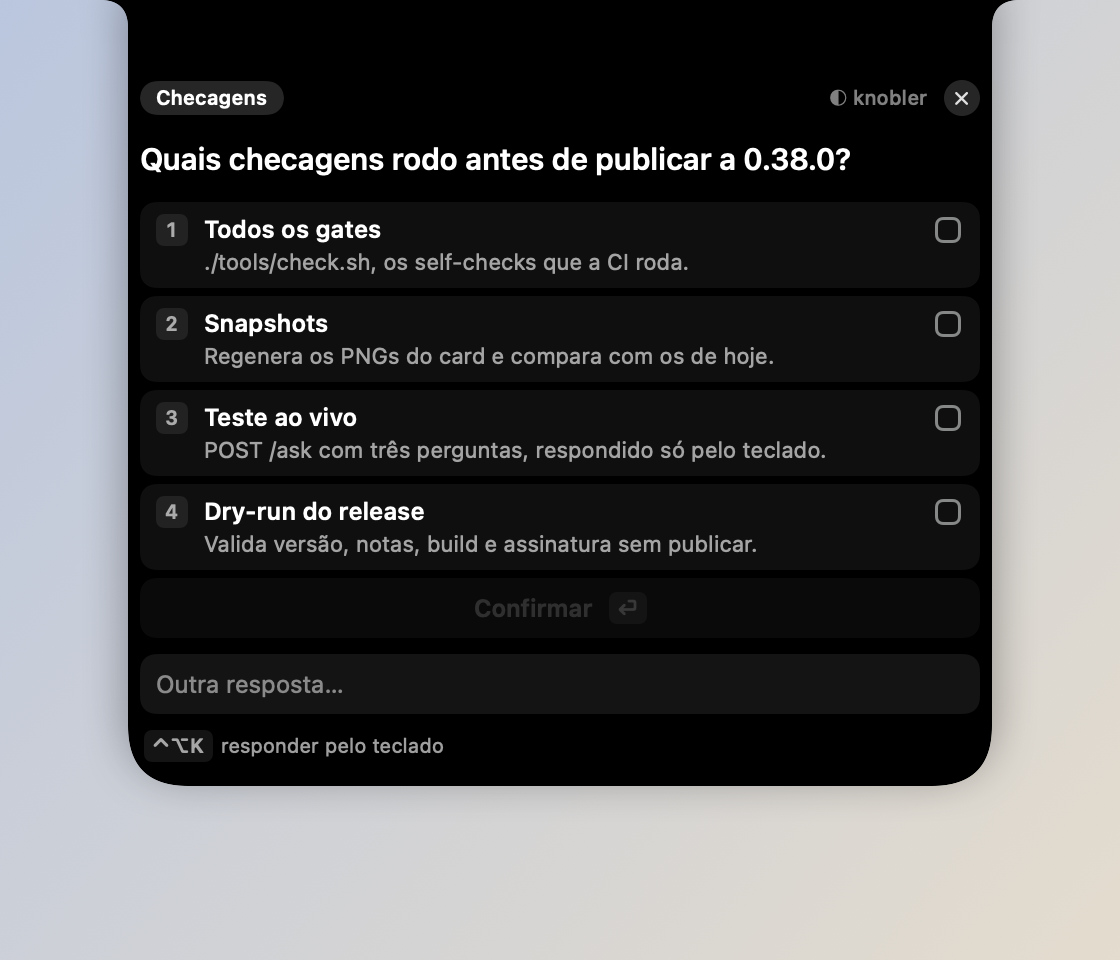 Checagens
knobler
Quais checagens rodo antes de publicar a 0.38.0?
1 Todos os gates
./tools/check.sh, os self-checks que a CI roda.
2 Snapshots
Regenera os PNGs do card e compara com os de hoje.
3 Teste ao vivo
POST /ask com três perguntas, respondido só pelo teclado.
4 Dry-run do release
Valida versão, notas, build e assinatura sem publicar.
Confirmar
Outra resposta...
^⌥K responder pelo teclado